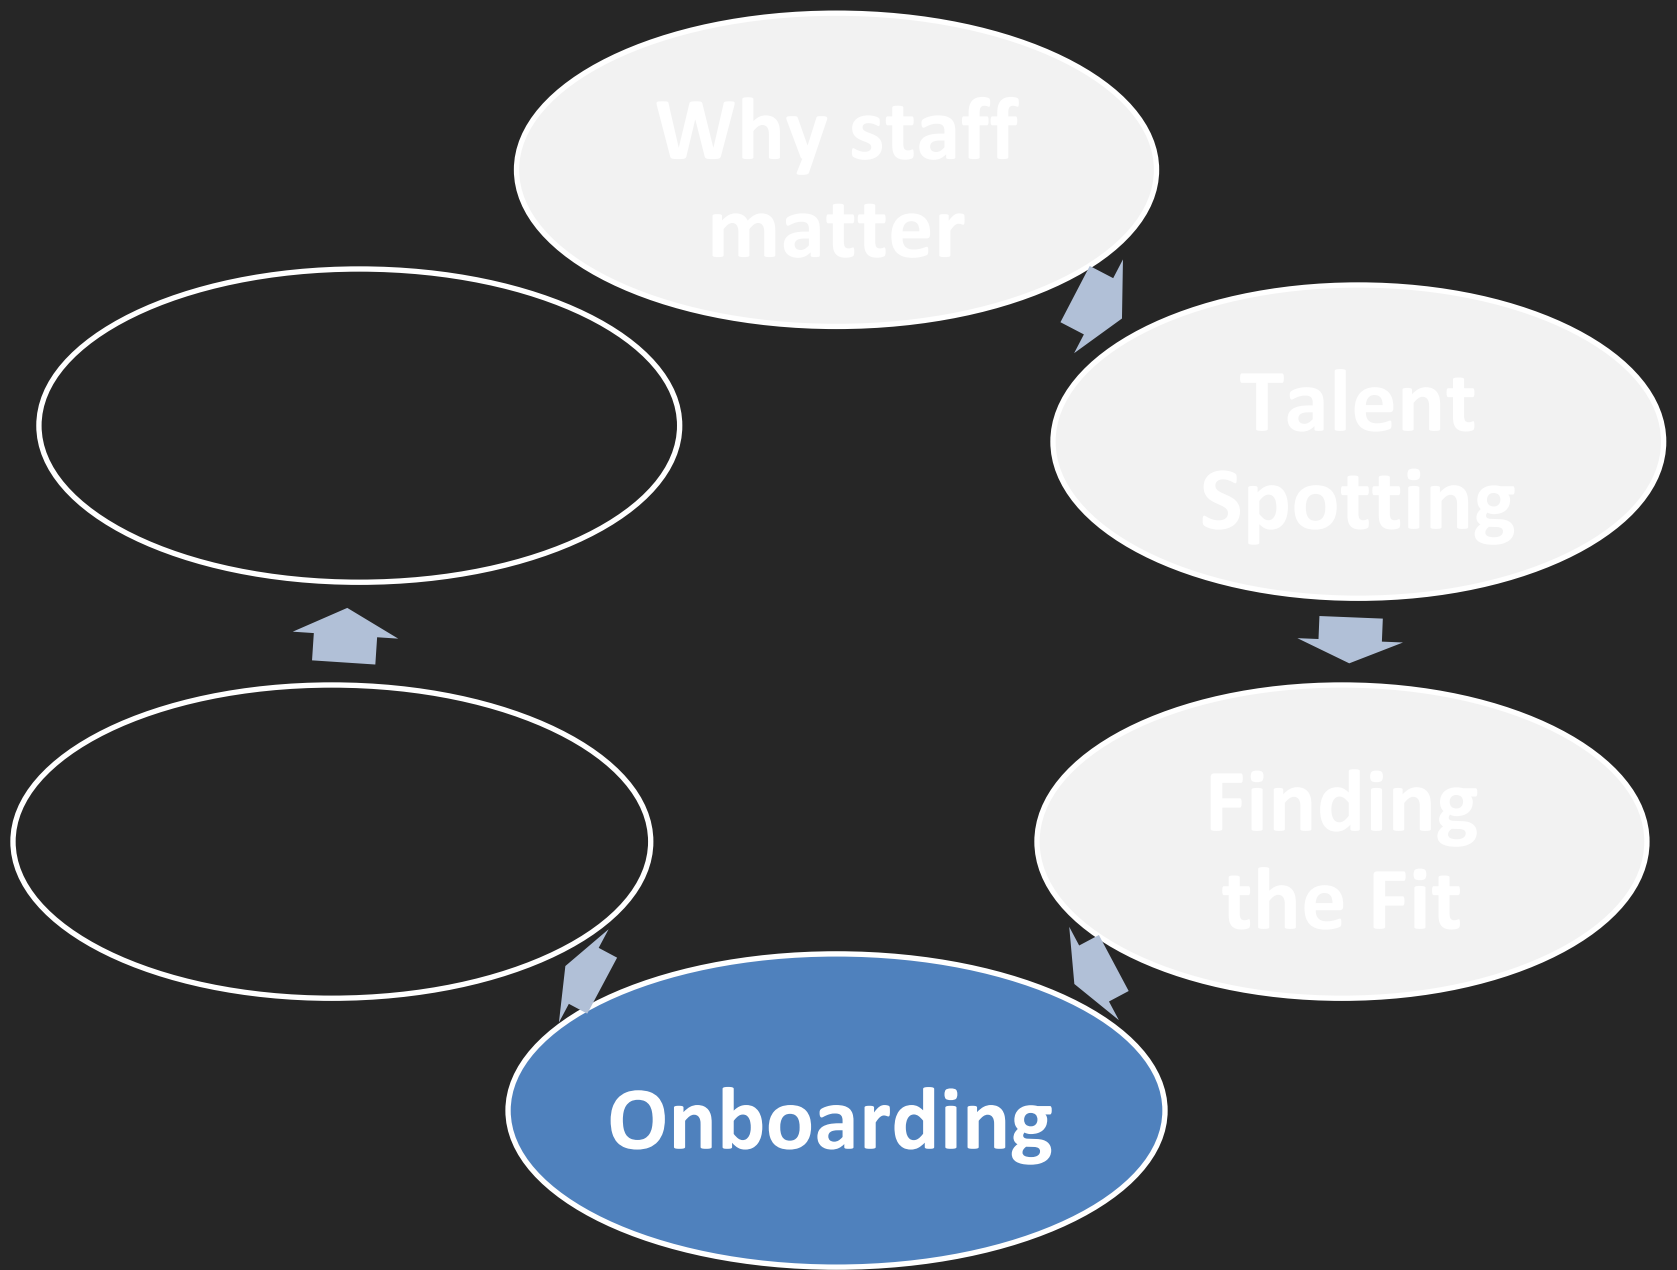 Why staff
matter
Talent
Spotting
Finding
the Fit
Onboarding